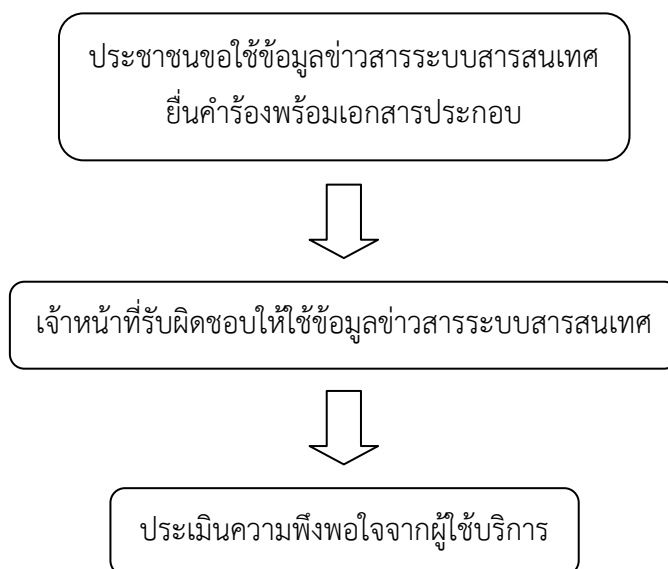 ประชาชนขอใช้ข้อมูลข่าวสารระบบสารสนเทศ
ยื่นคำร้องพร้อมเอกสารประกอบ
เจ้าหน้าที่รับผิดชอบให้ใช้ข้อมูลข่าวสารระบบสารสนเทศ
ประเมินความพึงพอใจจากผู้ใช้บริการ